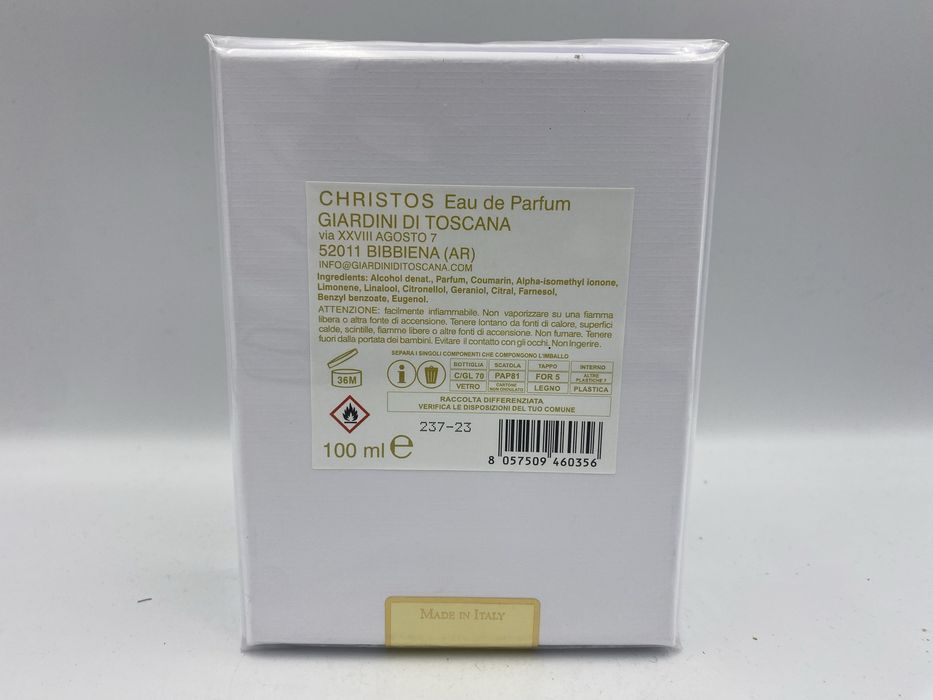 CHRISTOS Eau de Parfum
GIARDINI DI TOSCANA
via XXVIII AGOSTO 7
52011 BIBBIENA (AR)
INFO@GIARDINIDITOSCANA.COM
Ingredients: Alcohol denat., Parfum, Coumarin, Alpha-isomethyl ionone,
Limonene, Linalool, Citronellol, Geraniol, Citral, Farnesol,
Benzyl benzoate, Eugenol.
ATTENZIONE: facilmente infiammabile. Non vaporizzare su una fiamma
libera o altra fonte di accensione. Tenere lontano da fonti di calore, superfici
calde, scintille, fiamme libere o altre fonti di accensione. Non fumare. Tenere
fuori dalla portata dei bambini. Evitare il contatto con gli occhi, Non Ingerire.
SEPARA I SINGOLI COMPONENTI CHE COMPONGONO L'IMBALLO
BOTTIGLIA SCATOLA TAPPO INTERNO
C/GL 70 PAP81 FOR 5 ALTRE PLASTICHE 7
VETRO CARTONE NON ONDULATO LEGNO PLASTICA
36M
RACCOLTA DIFFERENZIATA
VERIFICA LE DISPOSIZIONI DEL TUO COMUNE
237-23
100 ml e
8 057509 460356
MADE IN ITALY